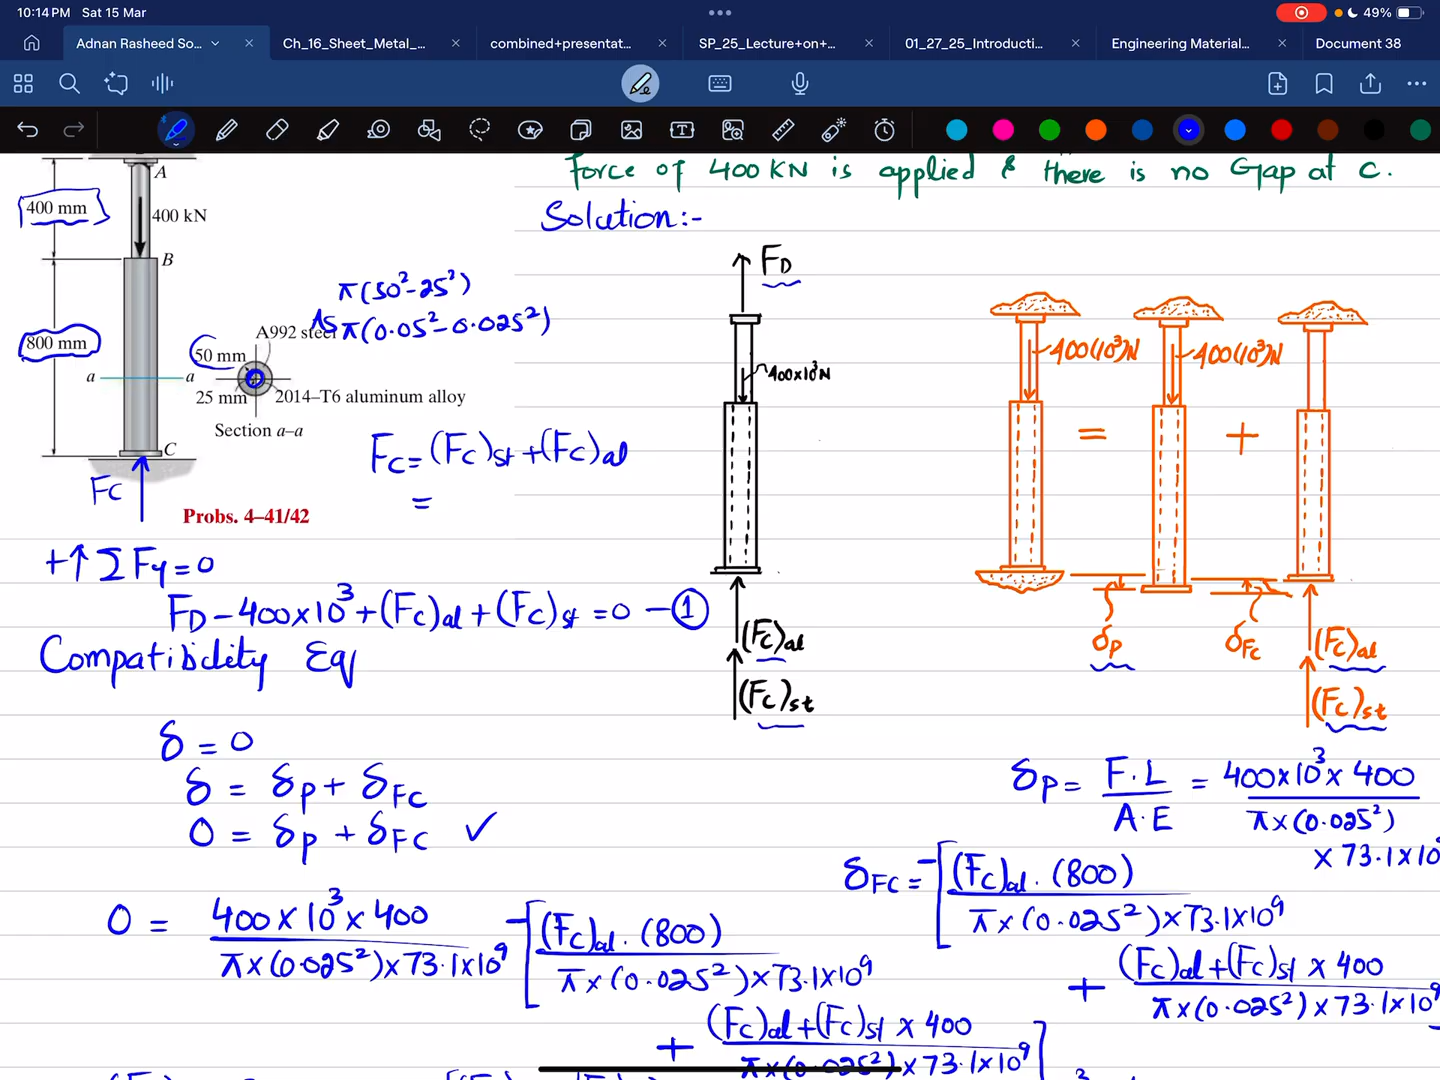 10:14 PM Sat 15 Mar
49%
Adnan Rasheed So...
Ch_16_Sheet_Metal_...
combined+presentat...
SP_25_Lecture+on+...
01_27_25_Introducti...
Engineering Material...
Document 38
Force of 400 KN is applied & there is no Gap at C.
Solution:-
A
400 mm
400 kN
B
800 mm
π(50²-25²)
As π(0.05²-0.025²)
A992 steel
50 mm
a a
25 mm
2014–T6 aluminum alloy
Section a–a
C
Fc
Probs. 4–41/42
Fc = (Fc)st + (Fc)al
=
FD
400×10³N
(Fc)al
(Fc)st
400(10³)N
400(10³)N
= +
δP
δFC
(Fc)al
(Fc)st
+↑ ΣFy = 0
FD - 400×10³ + (Fc)al + (Fc)st = 0 - ①
Compatibility Eq
δ = 0
δ = δP + δFC
0 = δP + δFC ✓
δP = F.L / A.E = 400×10³ × 400 / π×(0.025²) × 73.1×10⁹
δFC = -[(Fc)al . (800) / π×(0.025²)×73.1×10⁹
+ (Fc)al+(Fc)st × 400 / π×(0.025²)×73.1×10⁹
0 = 400×10³×400 / π×(0.025²)×73.1×10⁹ -[(Fc)al . (800) / π×(0.025²)×73.1×10⁹
+ (Fc)al+(Fc)st × 400 / π×(0.025²)×73.1×10⁹]